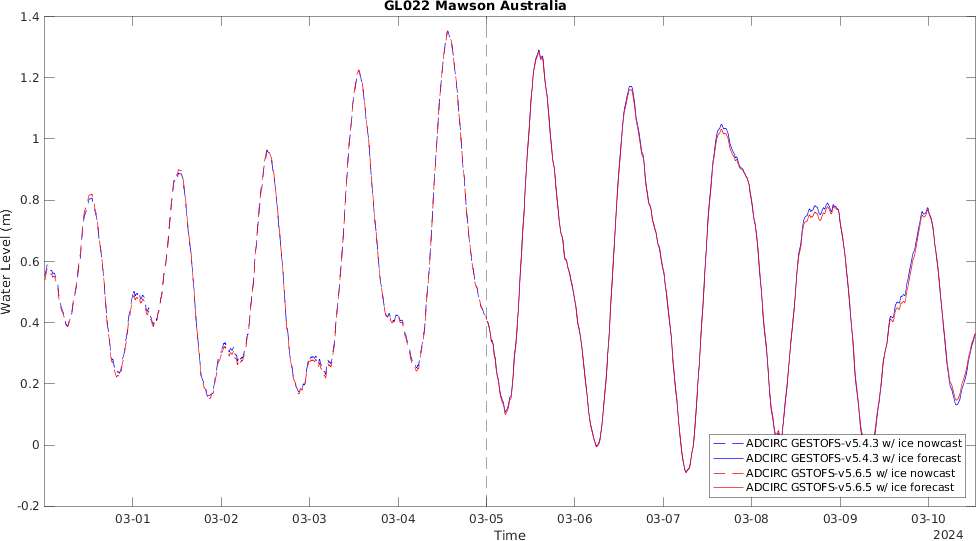 GL022 Mawson Australia
1.4
1.2
1
0.8
0.6
0.4
0.2
0
-0.2
Water Level (m)
03-01 03-02 03-03 03-04 03-05 03-06 03-07 03-08 03-09 03-10
Time
2024
ADCIRC GESTOFS-v5.4.3 w/ ice nowcast
ADCIRC GESTOFS-v5.4.3 w/ ice forecast
ADCIRC GSTOFS-v5.6.5 w/ ice nowcast
ADCIRC GSTOFS-v5.6.5 w/ ice forecast